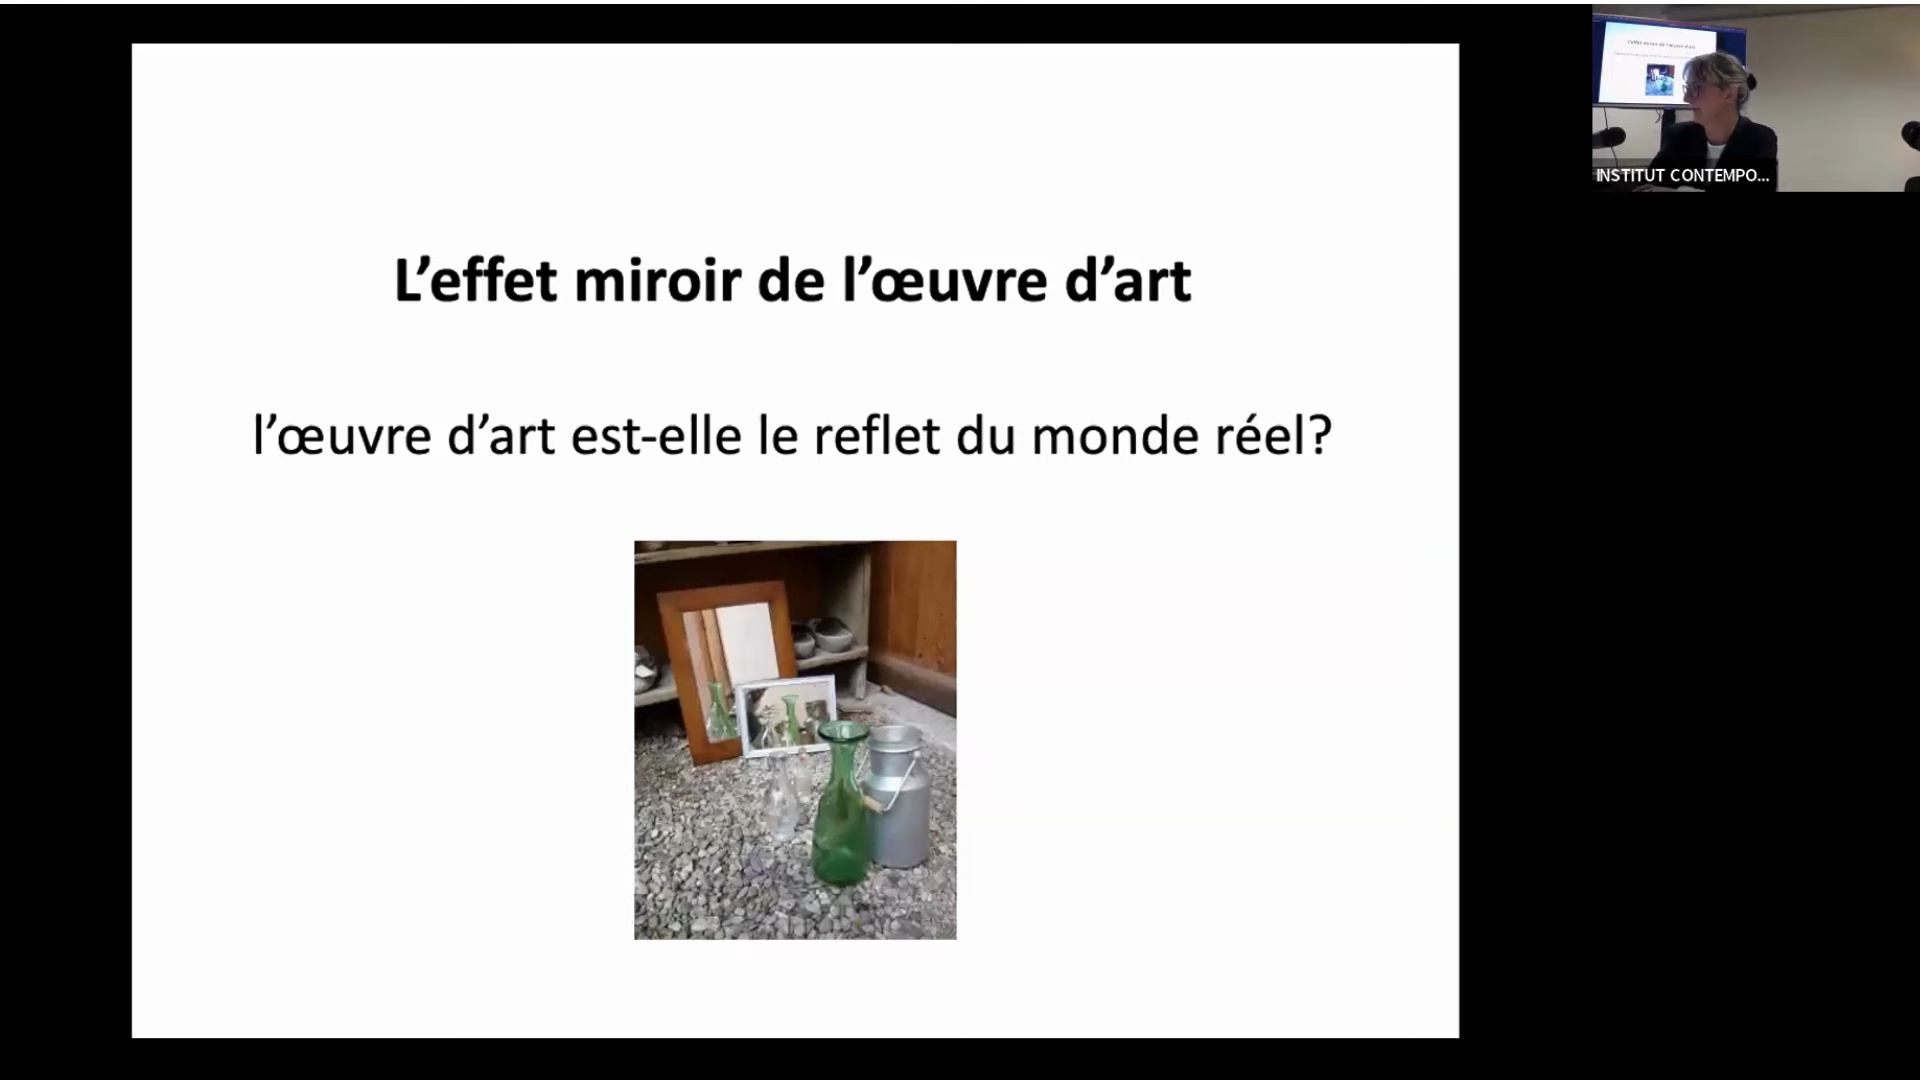 L’effet miroir de l’œuvre d’art
l’œuvre d’art est-elle le reflet du monde réel?
INSTITUT CONTEMPO...